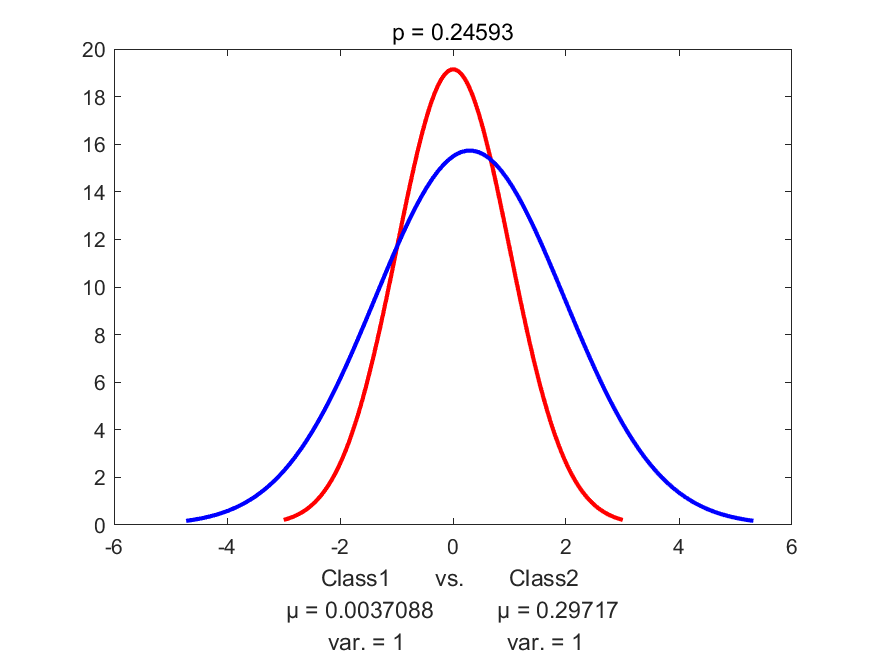 p = 0.24593
20
18
16
14
12
10
8
6
4
2
0
-6 -4 -2 0 2 4 6
Class1 vs. Class2
μ = 0.0037088 μ = 0.29717
var. = 1 var. = 1